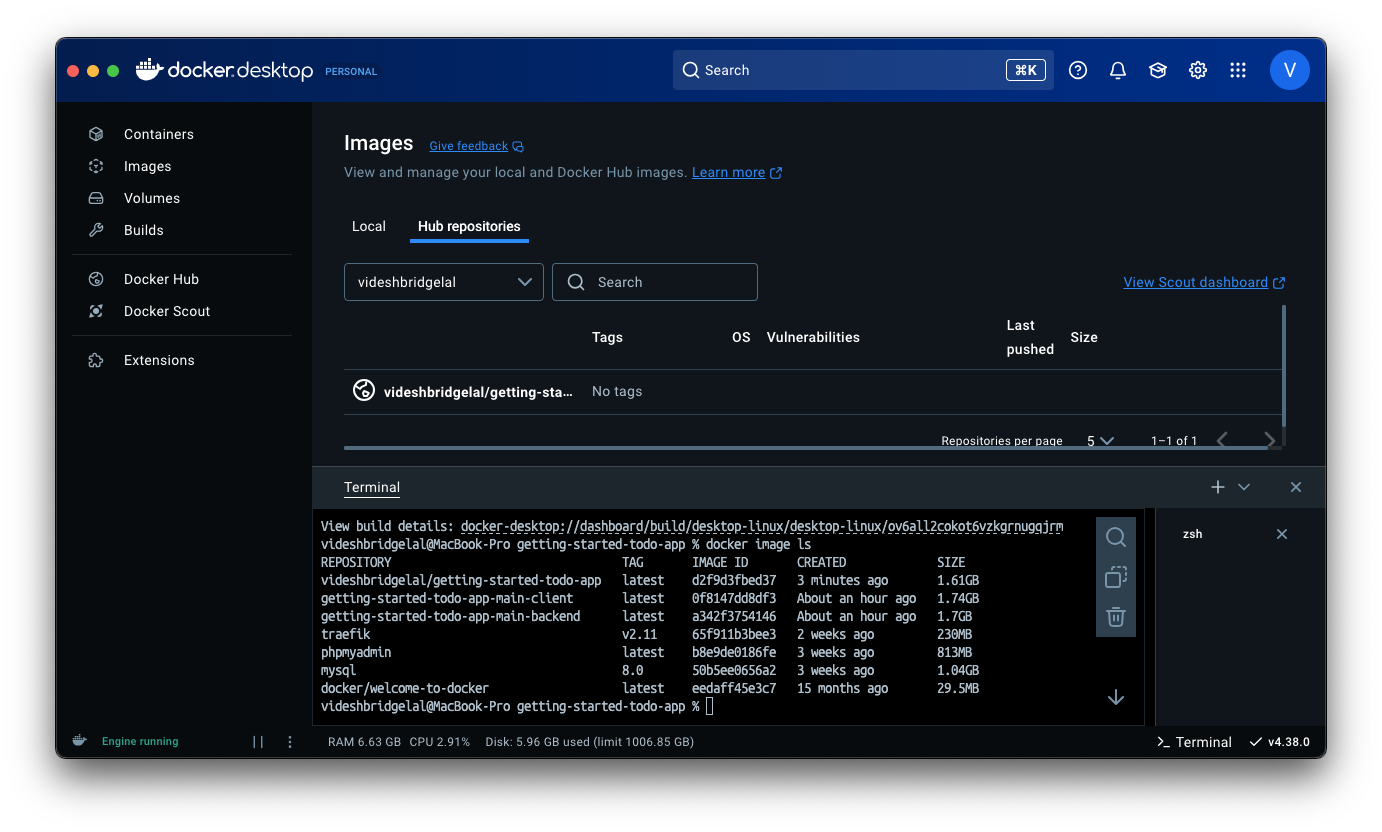 docker.desktop PERSONAL
Search ⌘K
V
Containers
Images
Volumes
Builds
Docker Hub
Docker Scout
Extensions
Images Give feedback
View and manage your local and Docker Hub images. Learn more
Local Hub repositories
videshbridgelal Search View Scout dashboard
Tags OS Vulnerabilities Last pushed Size
videshbridgelal/getting-sta... No tags
Repositories per page 5 1–1 of 1
Terminal
View build details: docker-desktop://dashboard/build/desktop-linux/desktop-linux/ov6all2cokot6vzkgrnugqjrm
videshbridgelal@MacBook-Pro getting-started-todo-app % docker image ls
REPOSITORY TAG IMAGE ID CREATED SIZE
videshbridgelal/getting-started-todo-app latest d2f9d3fbed37 3 minutes ago 1.61GB
getting-started-todo-app-main-client latest 0f8147dd8df3 About an hour ago 1.74GB
getting-started-todo-app-main-backend latest a342f3754146 About an hour ago 1.7GB
traefik v2.11 65f911b3bee3 2 weeks ago 230MB
phpmyadmin latest b8e9de0186fe 3 weeks ago 813MB
mysql 8.0 50b5ee0656a2 3 weeks ago 1.04GB
docker/welcome-to-docker latest eedaff45e3c7 15 months ago 29.5MB
videshbridgelal@MacBook-Pro getting-started-todo-app %
zsh
Engine running RAM 6.63 GB CPU 2.91% Disk: 5.96 GB used (limit 1006.85 GB) Terminal v4.38.0